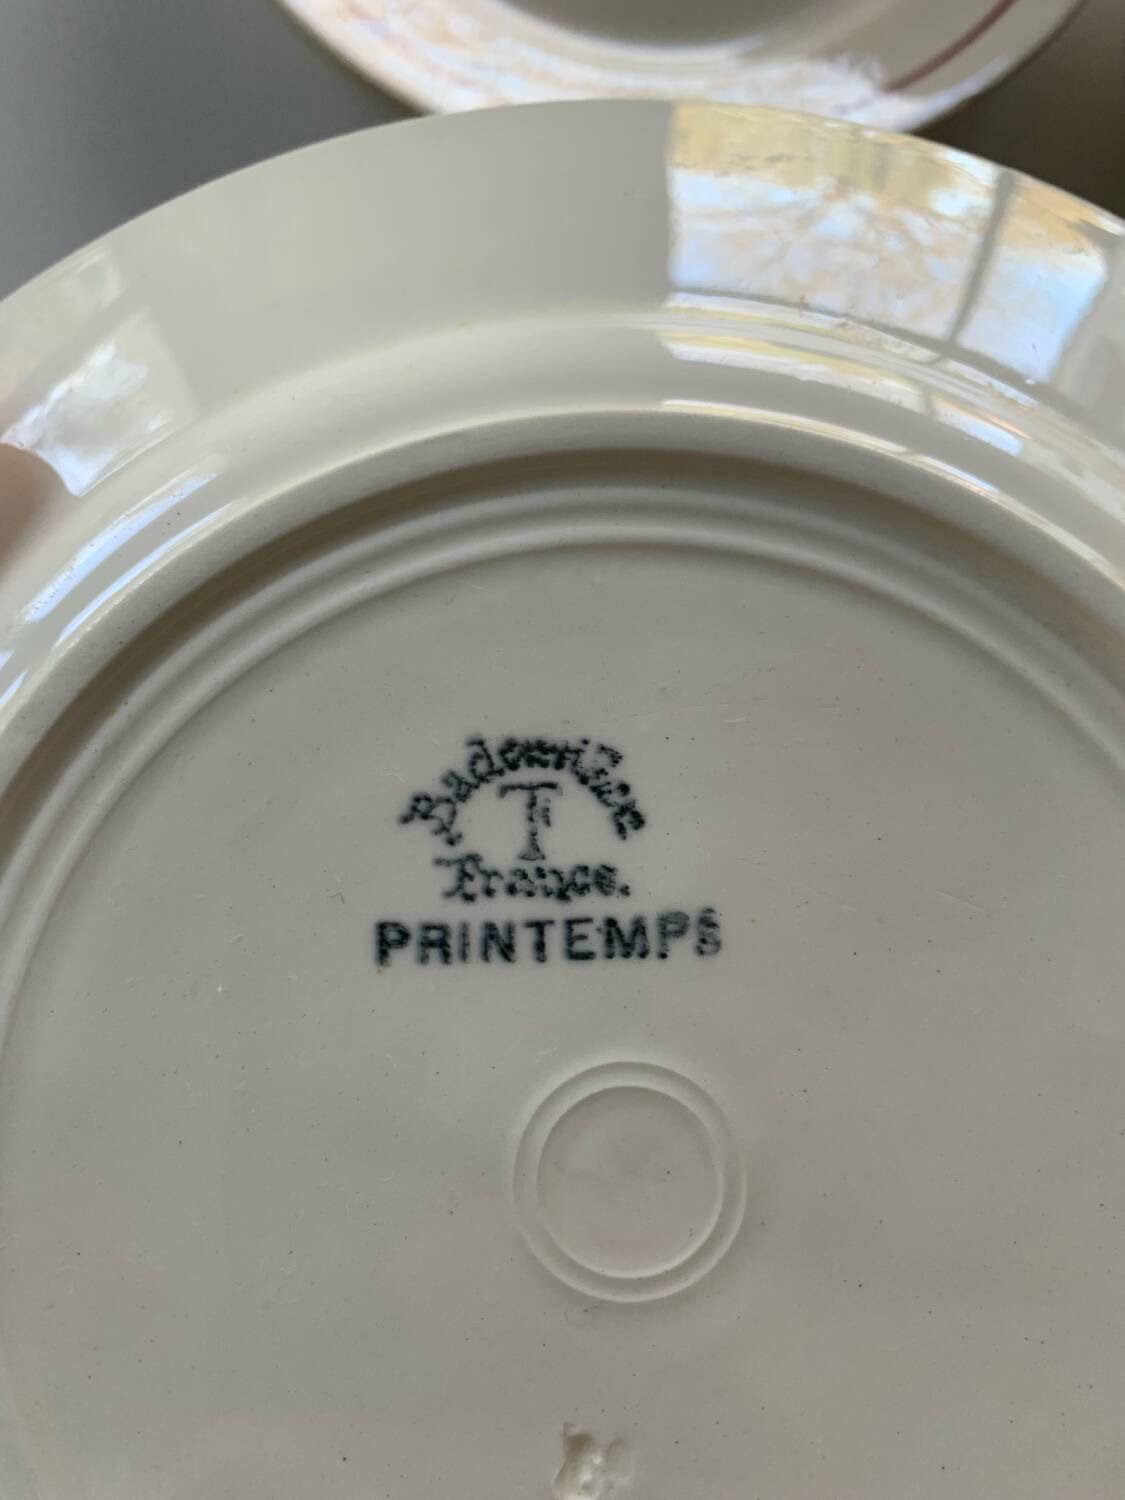 Badonviller
T
France.
PRINTEMPS